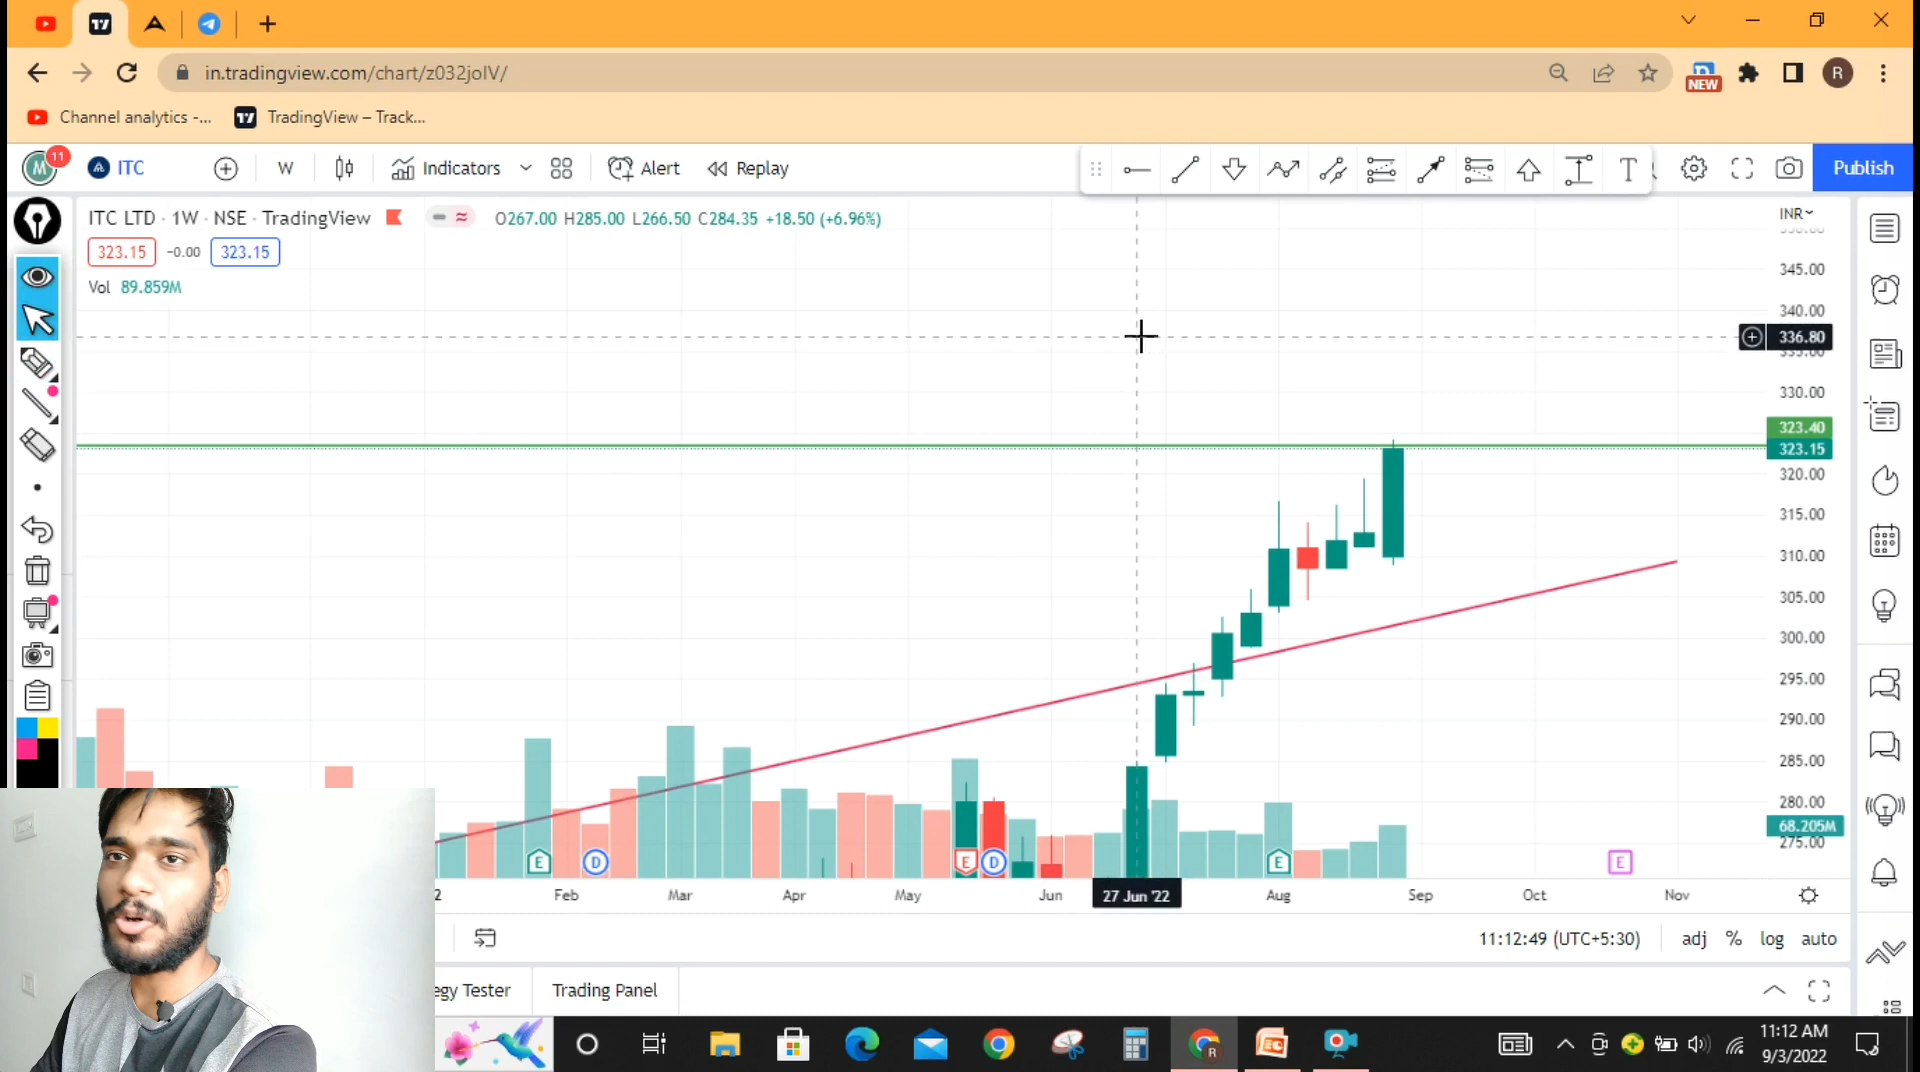 in.tradingview.com/chart/z032joIV/
NEW
R
Channel analytics -...
TradingView – Track...
M 11
ITC
W
Indicators
Alert
Replay
T
Publish
ITC LTD · 1W · NSE · TradingView
O267.00 H285.00 L266.50 C284.35 +18.50 (+6.96%)
INR
323.15 −0.00 323.15
Vol 89.859M
345.00
340.00
336.80
335.00
330.00
323.40
323.15
320.00
315.00
310.00
305.00
300.00
295.00
290.00
285.00
280.00
68.205M
275.00
E D E D E E
2 Feb Mar Apr May Jun 27 Jun '22 Aug Sep Oct Nov
11:12:49 (UTC+5:30) adj % log auto
egy Tester Trading Panel
R
11:12 AM
9/3/2022